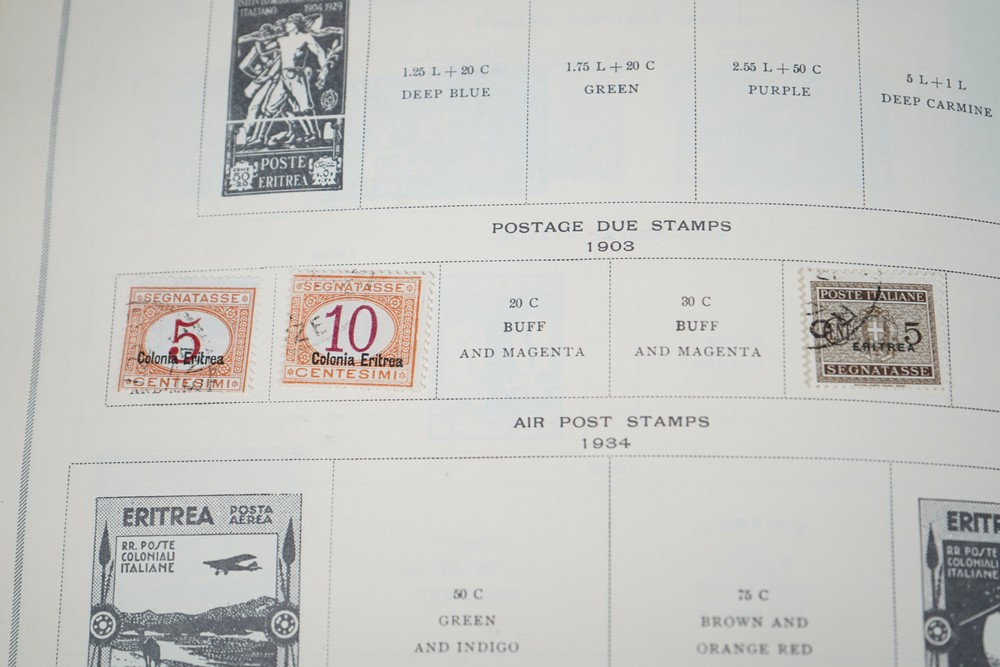 ITALIANO 1904-1929
POSTE
ERITREA
1.25 L + 20 C
DEEP BLUE
1.75 L + 20 C
GREEN
2.55 L + 50 C
PURPLE
5 L + 1 L
DEEP CARMINE
POSTAGE DUE STAMPS
1903
SEGNATASSE
5
Colonia Eritrea
CENTESIMI
SEGNATASSE
10
Colonia Eritrea
CENTESIMI
20 C
BUFF
AND MAGENTA
30 C
BUFF
AND MAGENTA
POSTE ITALIANE
5
ERITREA
SEGNATASSE
AIR POST STAMPS
1934
ERITREA POSTA
AEREA
RR. POSTE
COLONIALI
ITALIANE
50 C
GREEN
AND INDIGO
75 C
BROWN AND
ORANGE RED
ERITR
RR. POSTE
COLONIALI
ITALIANE